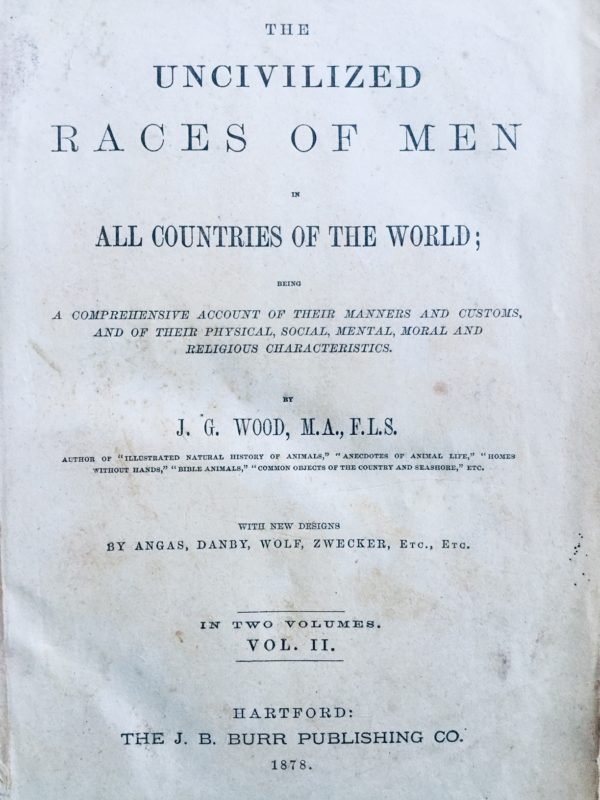 THE
UNCIVILIZED
RACES OF MEN
IN
ALL COUNTRIES OF THE WORLD;
BEING
A COMPREHENSIVE ACCOUNT OF THEIR MANNERS AND CUSTOMS,
AND OF THEIR PHYSICAL, SOCIAL, MENTAL, MORAL AND
RELIGIOUS CHARACTERISTICS.
BY
J. G. WOOD, M.A., F.L.S.
AUTHOR OF "ILLUSTRATED NATURAL HISTORY OF ANIMALS," "ANECDOTES OF ANIMAL LIFE," "HOMES
WITHOUT HANDS," "BIBLE ANIMALS," "COMMON OBJECTS OF THE COUNTRY AND SEASHORE," ETC.
WITH NEW DESIGNS
BY ANGAS, DANBY, WOLF, ZWECKER, ETC., ETC.
IN TWO VOLUMES.
VOL. II.
HARTFORD:
THE J. B. BURR PUBLISHING CO.
1878.